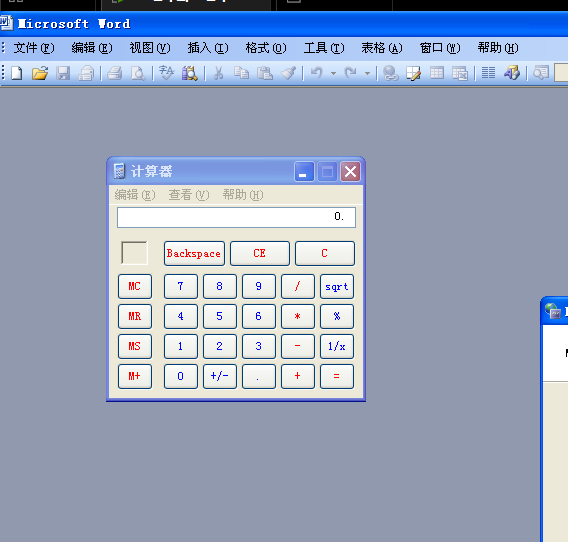 Microsoft Word
文件(F) 编辑(E) 视图(V) 插入(I) 格式(O) 工具(T) 表格(A) 窗口(W) 帮助(H)
计算器
编辑(E) 查看(V) 帮助(H)
0.
Backspace CE C
MC 7 8 9 / sqrt
MR 4 5 6 * %
MS 1 2 3 - 1/x
M+ 0 +/- . + =